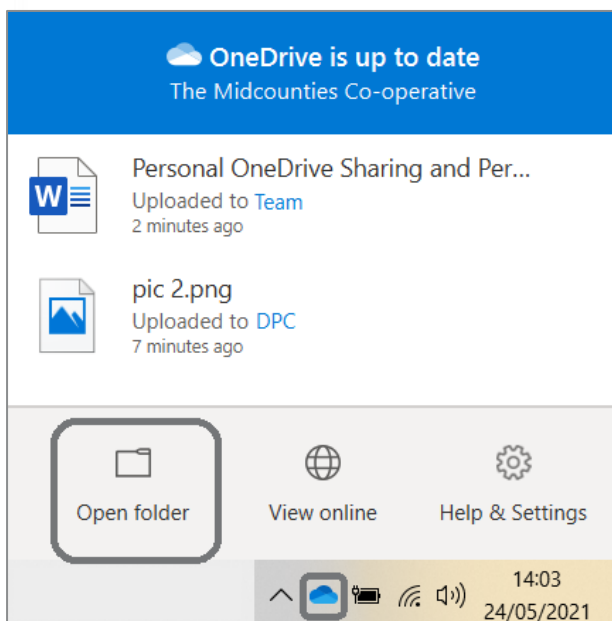 OneDrive is up to date
The Midcounties Co-operative
W
Personal OneDrive Sharing and Per...
Uploaded to Team
2 minutes ago
pic 2.png
Uploaded to DPC
7 minutes ago
Open folder View online Help & Settings
14:03
24/05/2021